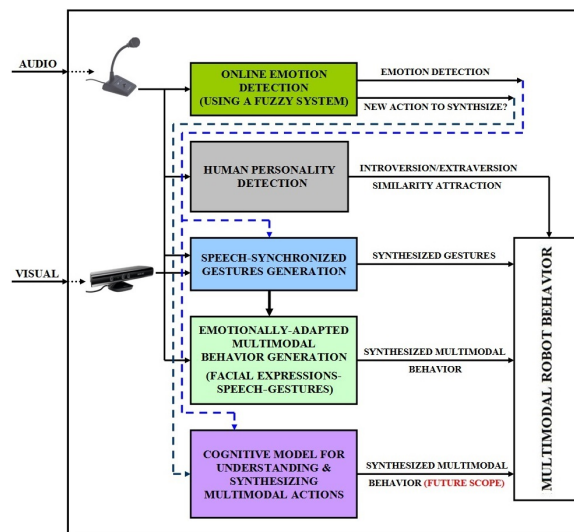 AUDIO
ONLINE EMOTION
DETECTION
(USING A FUZZY SYSTEM)
EMOTION DETECTION
NEW ACTION TO SYNTHSIZE?
HUMAN PERSONALITY
DETECTION
INTROVERSION/EXTRAVERSION
SIMILARITY ATTRACTION
VISUAL
SPEECH-SYNCHRONIZED
GESTURES GENERATION
SYNTHESIZED GESTURES
EMOTIONALLY-ADAPTED
MULTIMODAL
BEHAVIOR GENERATION
(FACIAL EXPRESSIONS-
SPEECH-GESTURES)
SYNTHESIZED MULTIMODAL
BEHAVIOR
COGNITIVE MODEL FOR
UNDERSTANDING &
SYNTHESIZING
MULTIMODAL ACTIONS
SYNTHESIZED MULTIMODAL
BEHAVIOR (FUTURE SCOPE)
MULTIMODAL ROBOT BEHAVIOR